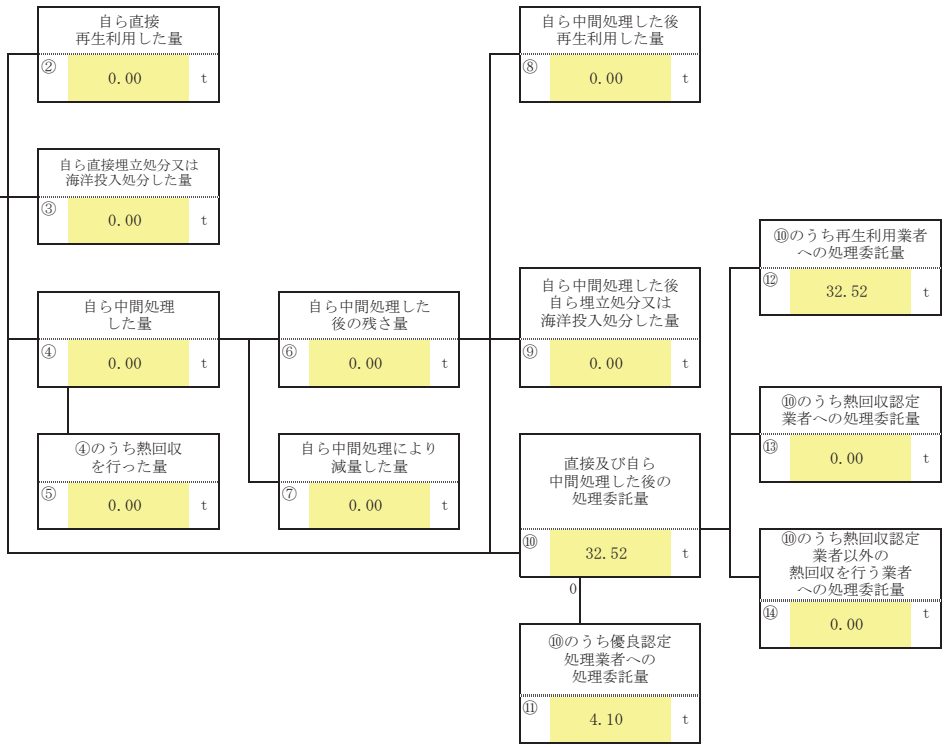 自ら直接
再生利用した量
② 0.00 t
自ら中間処理した後
再生利用した量
⑧ 0.00 t
自ら直接埋立処分又は
海洋投入処分した量
③ 0.00 t
⑩のうち再生利用業者
への処理委託量
⑫ 32.52 t
自ら中間処理
した量
④ 0.00 t
自ら中間処理した
後の残さ量
⑥ 0.00 t
自ら中間処理した後
自ら埋立処分又は
海洋投入処分した量
⑨ 0.00 t
⑩のうち熱回収認定
業者への処理委託量
⑬ 0.00 t
④のうち熱回収
を行った量
⑤ 0.00 t
自ら中間処理により
減量した量
⑦ 0.00 t
直接及び自ら
中間処理した後の
処理委託量
⑩ 32.52 t
0
⑩のうち熱回収認定
業者以外の
熱回収を行う業者
への処理委託量
⑭ 0.00 t
⑩のうち優良認定
処理業者への
処理委託量
⑪ 4.10 t